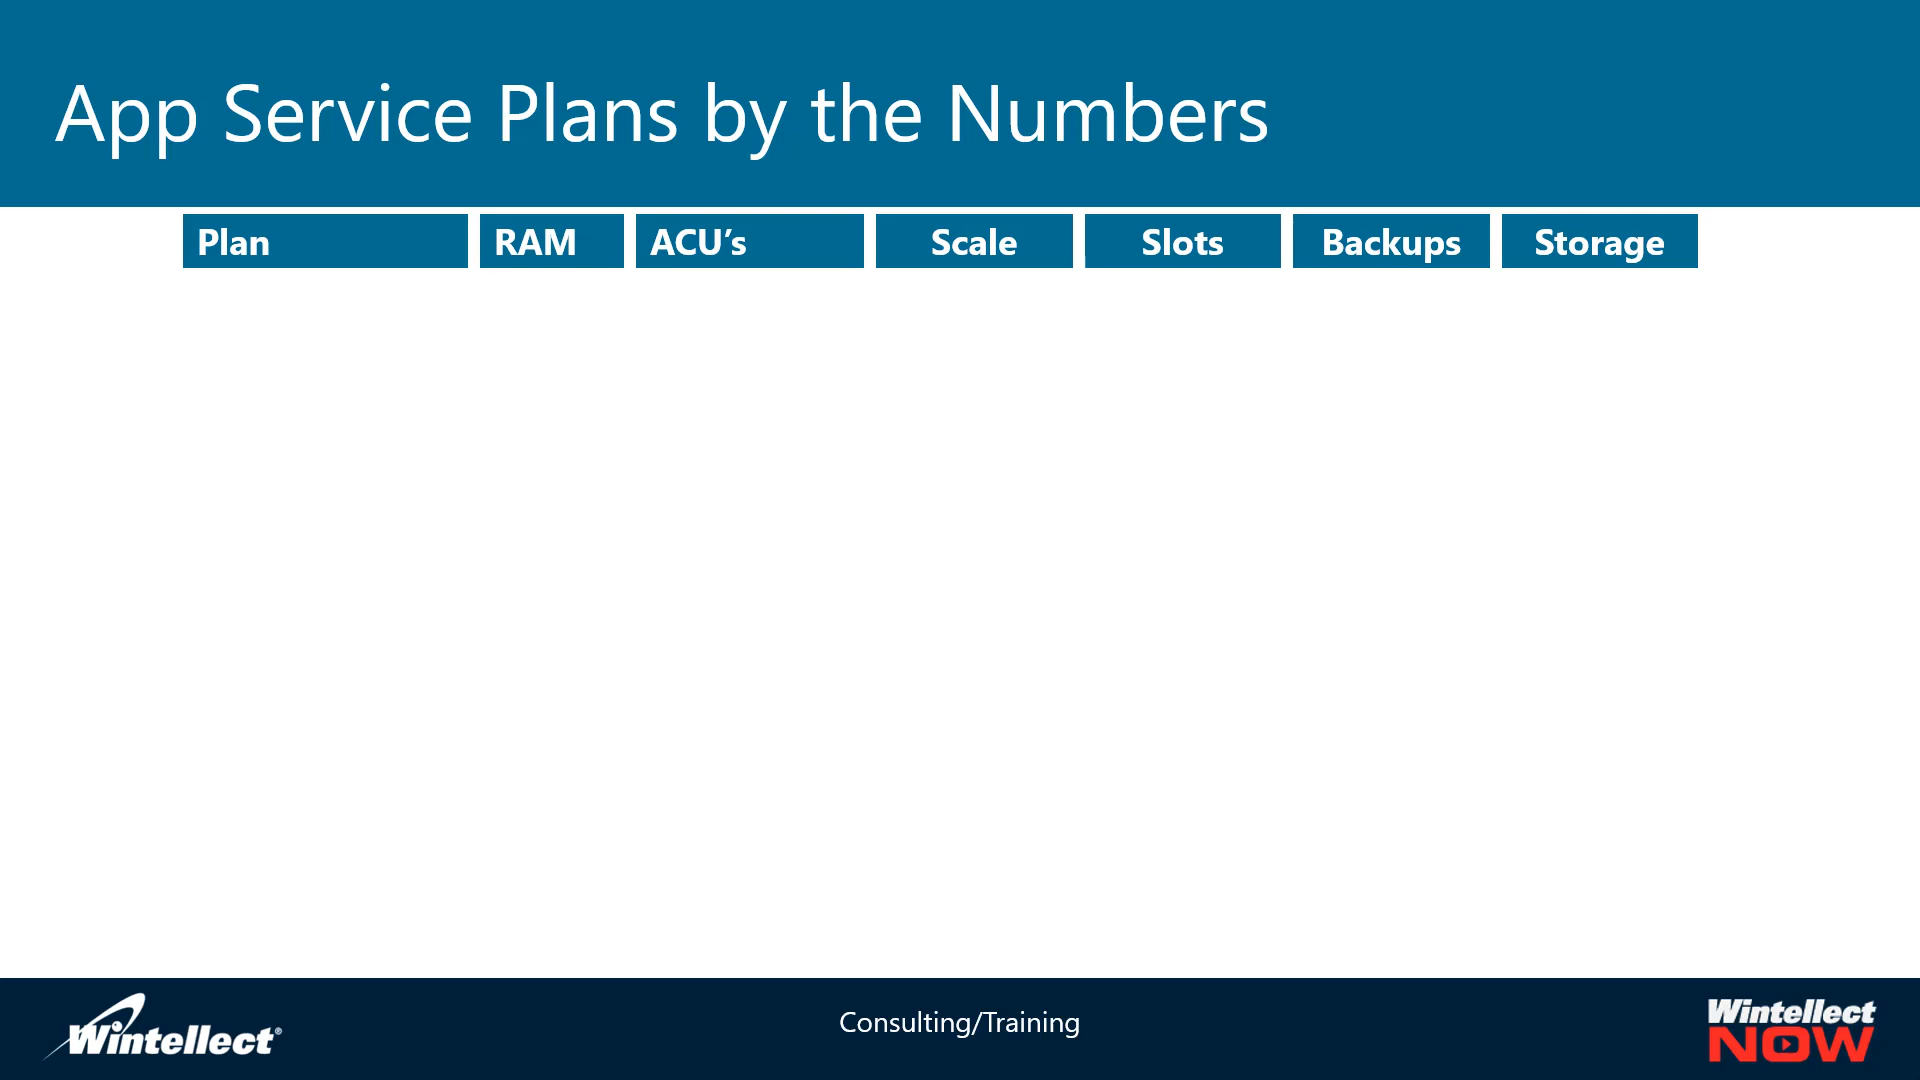 App Service Plans by the Numbers
Plan RAM ACU’s Scale Slots Backups Storage
Wintellect®
Consulting/Training
Wintellect
NOW